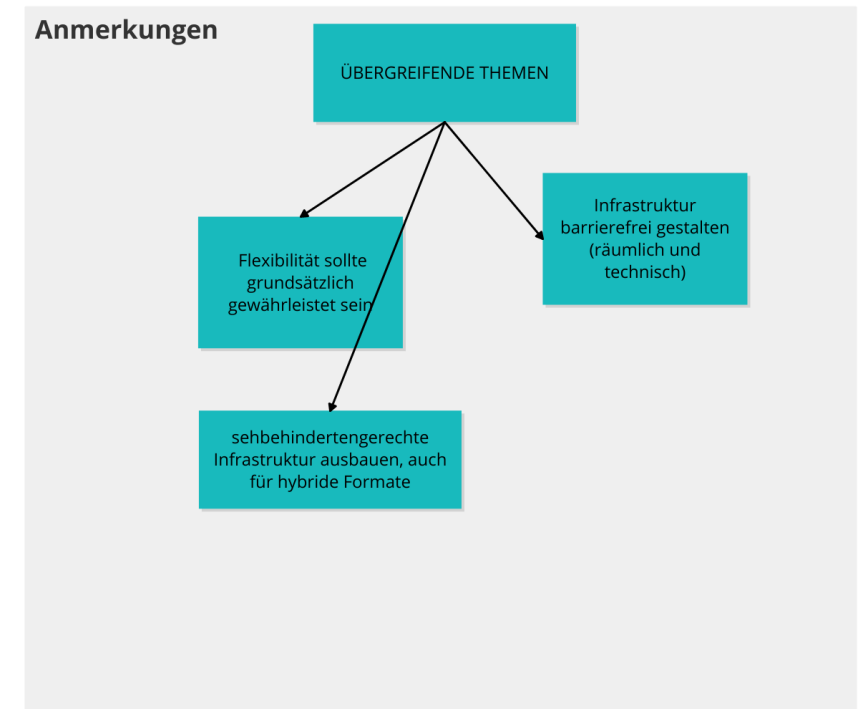 Anmerkungen
ÜBERGREIFENDE THEMEN
Infrastruktur
barrierefrei gestalten
(räumlich und
technisch)
Flexibilität sollte
grundsätzlich
gewährleistet sein
sehbehindertengerechte
Infrastruktur ausbauen, auch
für hybride Formate